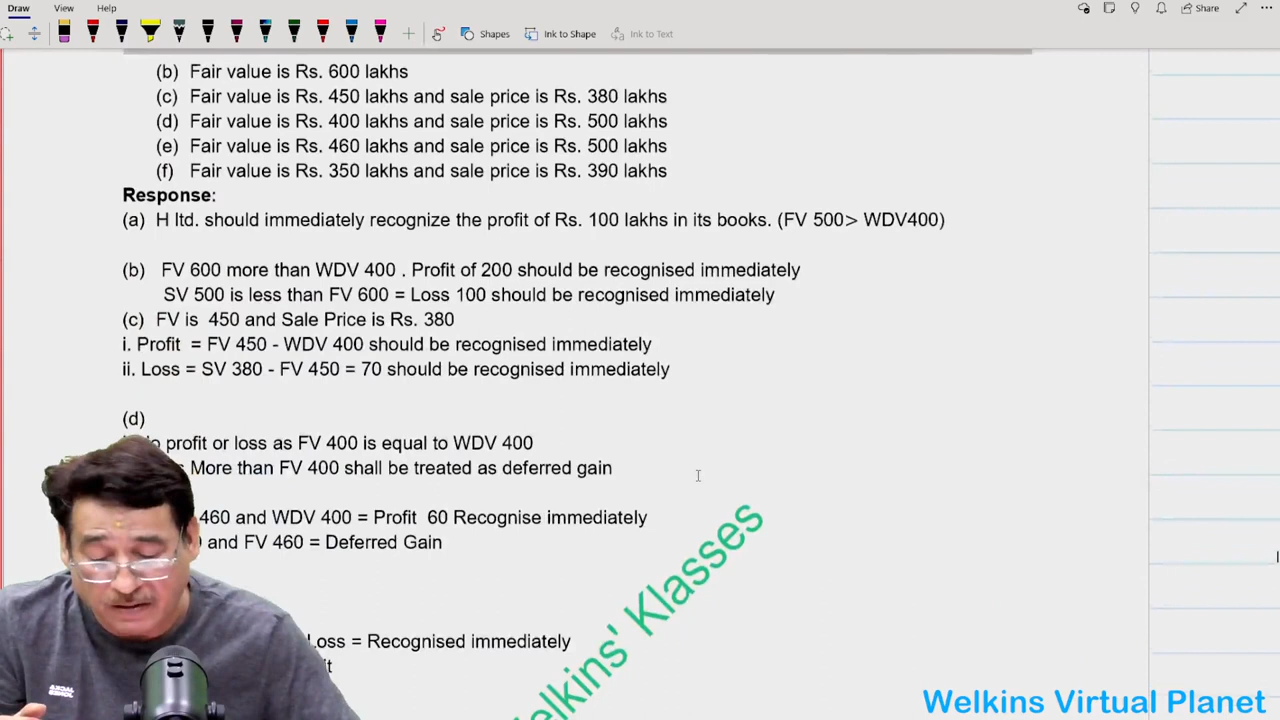 Draw View Help
Shapes Ink to Shape Ink to Text Share
(b) Fair value is Rs. 600 lakhs
(c) Fair value is Rs. 450 lakhs and sale price is Rs. 380 lakhs
(d) Fair value is Rs. 400 lakhs and sale price is Rs. 500 lakhs
(e) Fair value is Rs. 460 lakhs and sale price is Rs. 500 lakhs
(f) Fair value is Rs. 350 lakhs and sale price is Rs. 390 lakhs
Response:
(a) H ltd. should immediately recognize the profit of Rs. 100 lakhs in its books. (FV 500> WDV400)
(b) FV 600 more than WDV 400 . Profit of 200 should be recognised immediately
SV 500 is less than FV 600 = Loss 100 should be recognised immediately
(c) FV is 450 and Sale Price is Rs. 380
i. Profit = FV 450 - WDV 400 should be recognised immediately
ii. Loss = SV 380 - FV 450 = 70 should be recognised immediately
(d)
profit or loss as FV 400 is equal to WDV 400
More than FV 400 shall be treated as deferred gain
460 and WDV 400 = Profit 60 Recognise immediately
and FV 460 = Deferred Gain
Loss = Recognised immediately
Welkins' Klasses
Welkins Virtual Planet